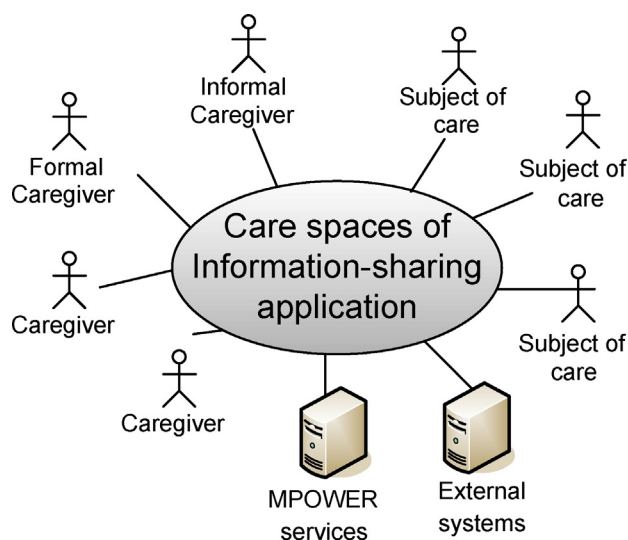 Informal
Caregiver
Subject of
care
Formal
Caregiver
Subject of
care
Care spaces of
Information-sharing
application
Caregiver
Subject of
care
Caregiver
MPOWER
services
External
systems